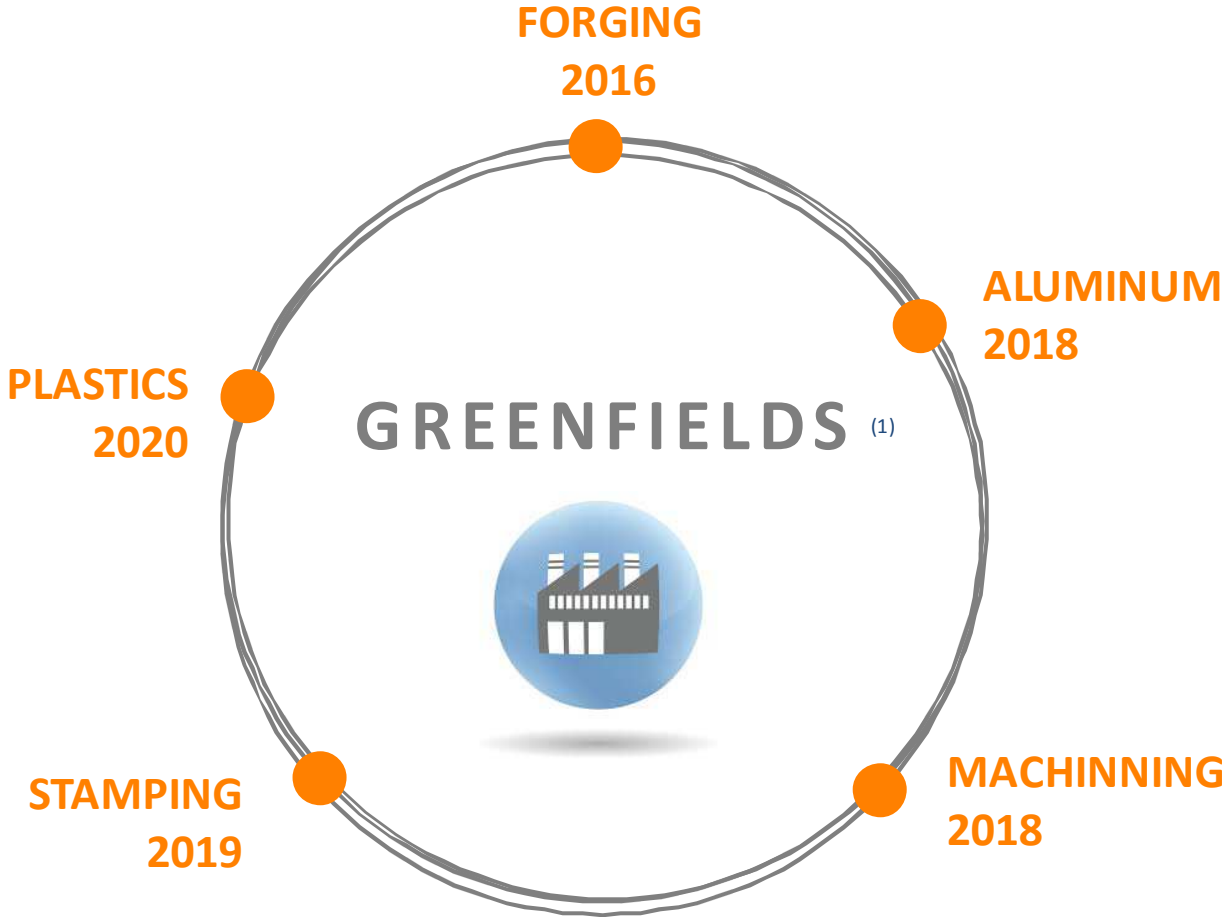 FORGING
2016
ALUMINUM
2018
PLASTICS
2020
GREENFIELDS (1)
STAMPING
2019
MACHINNING
2018